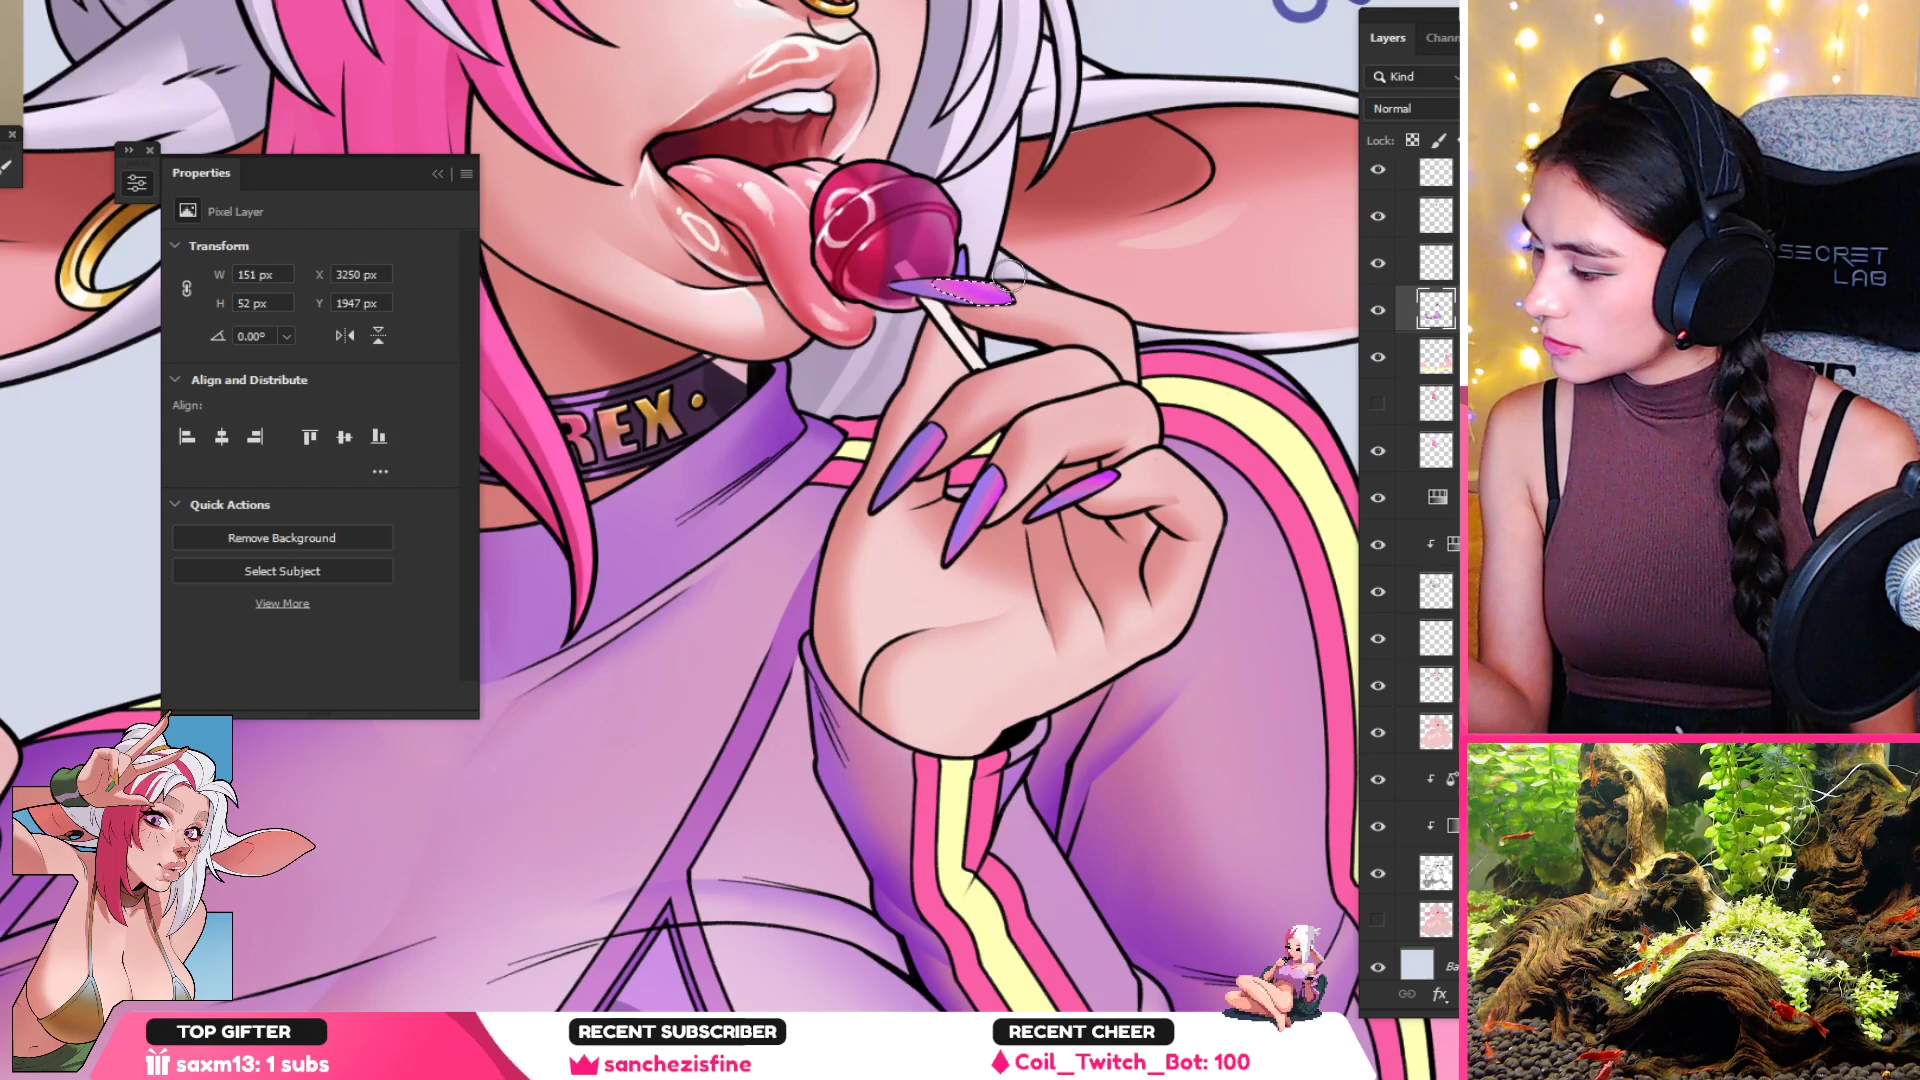 Properties
Pixel Layer
Transform
W 151 px X 3250 px
H 52 px Y 1947 px
0.00°
Align and Distribute
Align:
Quick Actions
Remove Background
Select Subject
View More
REX·
Layers Chann
Kind
Normal
Lock:
Ba
fx
SECRET
LAB
TOP GIFTER
saxm13: 1 subs
RECENT SUBSCRIBER
sanchezisfine
RECENT CHEER
Coil_Twitch_Bot: 100